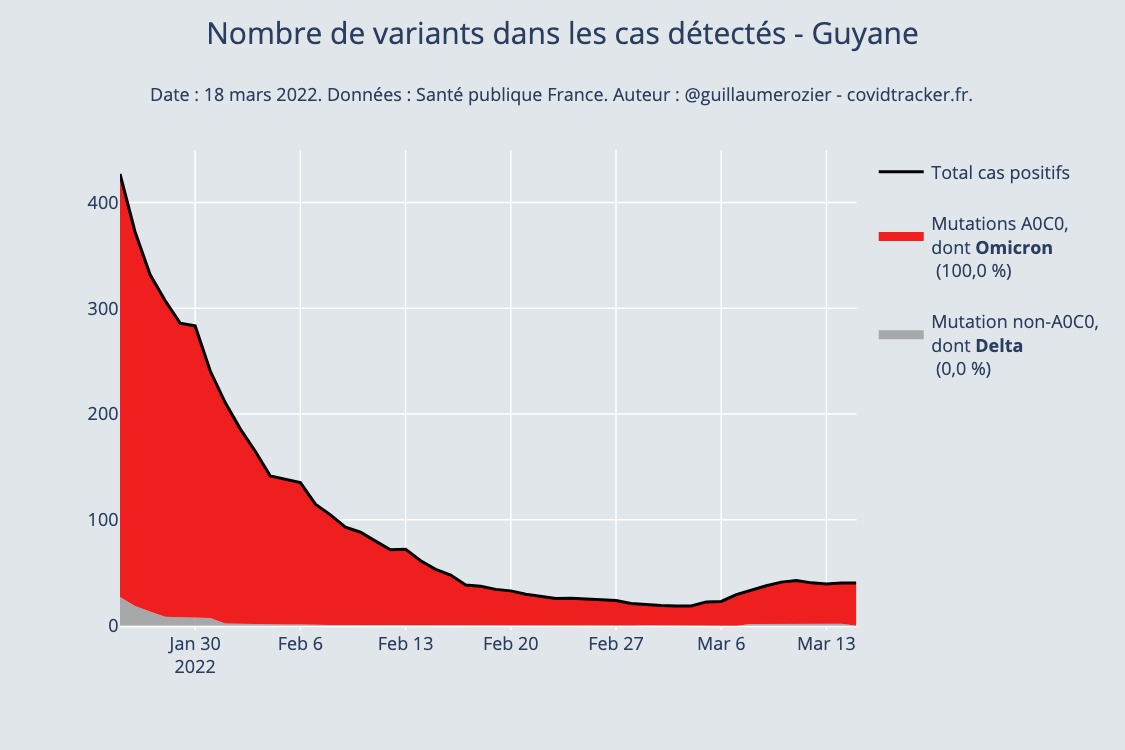 Nombre de variants dans les cas détectés - Guyane
Date : 18 mars 2022. Données : Santé publique France. Auteur : @guillaumerozier - covidtracker.fr.
Total cas positifs
Mutations A0C0,
dont Omicron
(100,0 %)
Mutation non-A0C0,
dont Delta
(0,0 %)
400
300
200
100
0
Jan 30
2022
Feb 6
Feb 13
Feb 20
Feb 27
Mar 6
Mar 13